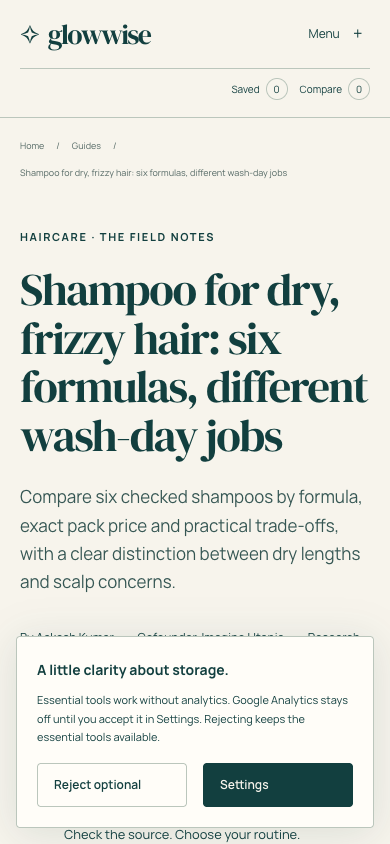 glowwise
Menu +
Saved 0 Compare 0
Home / Guides /
Shampoo for dry, frizzy hair: six formulas, different wash-day jobs
HAIRCARE · THE FIELD NOTES
Shampoo for dry,
frizzy hair: six
formulas, different
wash-day jobs
Compare six checked shampoos by formula,
exact pack price and practical trade-offs,
with a clear distinction between dry lengths
and scalp concerns.
A little clarity about storage.
Essential tools work without analytics. Google Analytics stays
off until you accept it in Settings. Rejecting keeps the
essential tools available.
Reject optional
Settings
Check the source. Choose your routine.